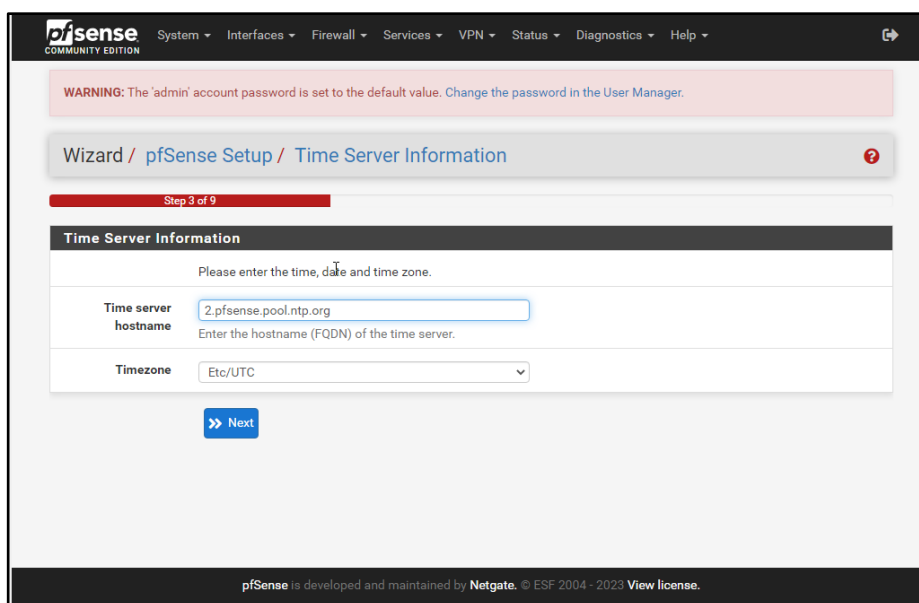 pfsense
COMMUNITY EDITION
System Interfaces Firewall Services VPN Status Diagnostics Help
WARNING: The 'admin' account password is set to the default value. Change the password in the User Manager.
Wizard / pfSense Setup / Time Server Information
Step 3 of 9
Time Server Information
Please enter the time, date and time zone.
Time server
hostname
2.pfsense.pool.ntp.org
Enter the hostname (FQDN) of the time server.
Timezone
Etc/UTC
Next
pfSense is developed and maintained by Netgate. © ESF 2004 - 2023 View license.